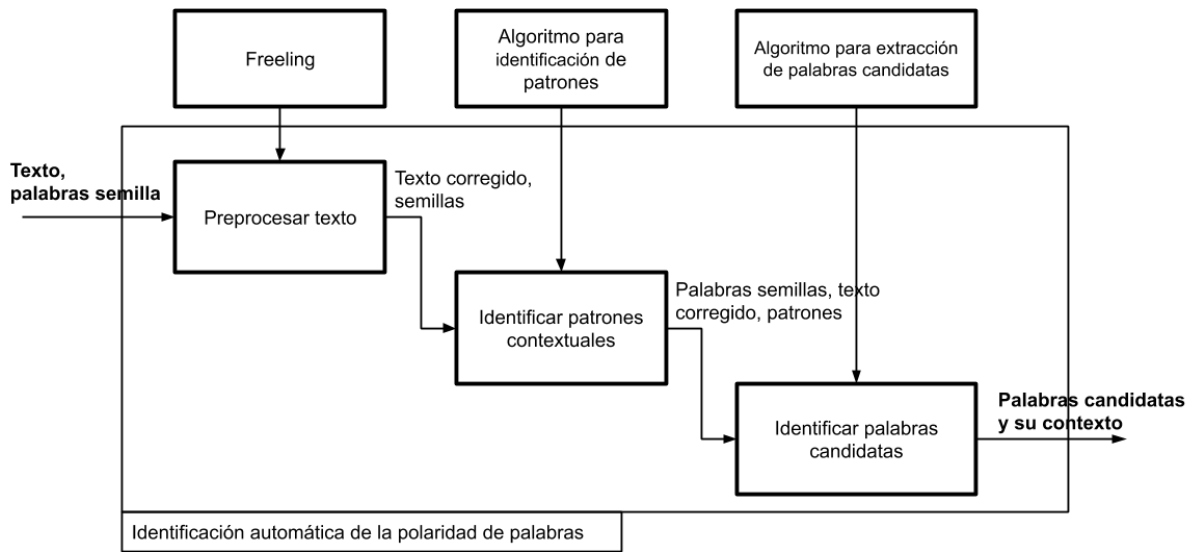 Freeling
Algoritmo para
identificación de
patrones
Algoritmo para extracción
de palabras candidatas
Texto,
palabras semilla
Preprocesar texto
Texto corregido,
semillas
Identificar patrones
contextuales
Palabras semillas, texto
corregido, patrones
Identificar palabras
candidatas
Palabras candidatas
y su contexto
Identificación automática de la polaridad de palabras